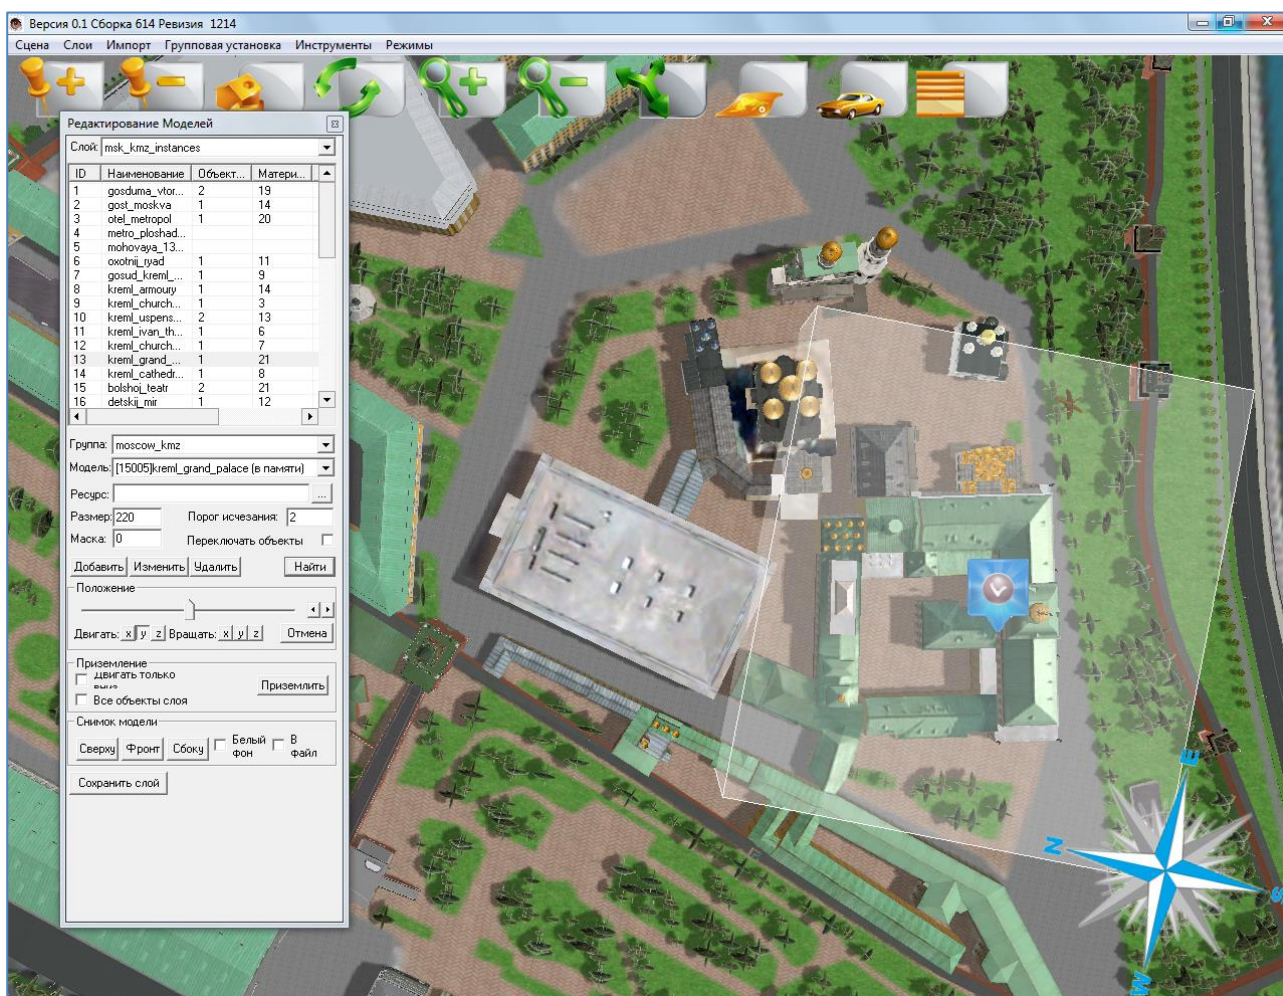 Версия 0.1 Сборка 614 Ревизия 1214
Сцена Слои Импорт Групповая установка Инструменты Режимы
Редактирование Моделей
Слой: msk_kmz_instances
ID Наименование Объект... Матери...
1 gosduma_vtor... 2 19
2 gost_moskva 1 14
3 otel_metropol 1 20
4 metro_ploshad...
5 mohovaya_13...
6 oxotnij_ryad 1 11
7 gosud_kreml_... 1 9
8 kreml_armoury 1 14
9 kreml_church... 1 3
10 kreml_uspens... 2 13
11 kreml_ivan_th... 1 6
12 kreml_church... 1 7
13 kreml_grand_... 1 21
14 kreml_cathedr... 1 8
15 bolshoj_teatr 2 21
16 detskij_mir 1 12
Группа: moscow_kmz
Модель: [15005]kreml_grand_palace (в памяти)
Ресурс: ...
Размер: 220 Порог исчезания: 2
Маска: 0 Переключать объекты
Добавить Изменить Удалить Найти
Положение
Двигать: x y z Вращать: x y z Отмена
Приземление
Двигать только
Приземлить
Все объекты слоя
Снимок модели
Сверху Фронт Сбоку Белый фон В файл
Сохранить слой
E
N
S
W